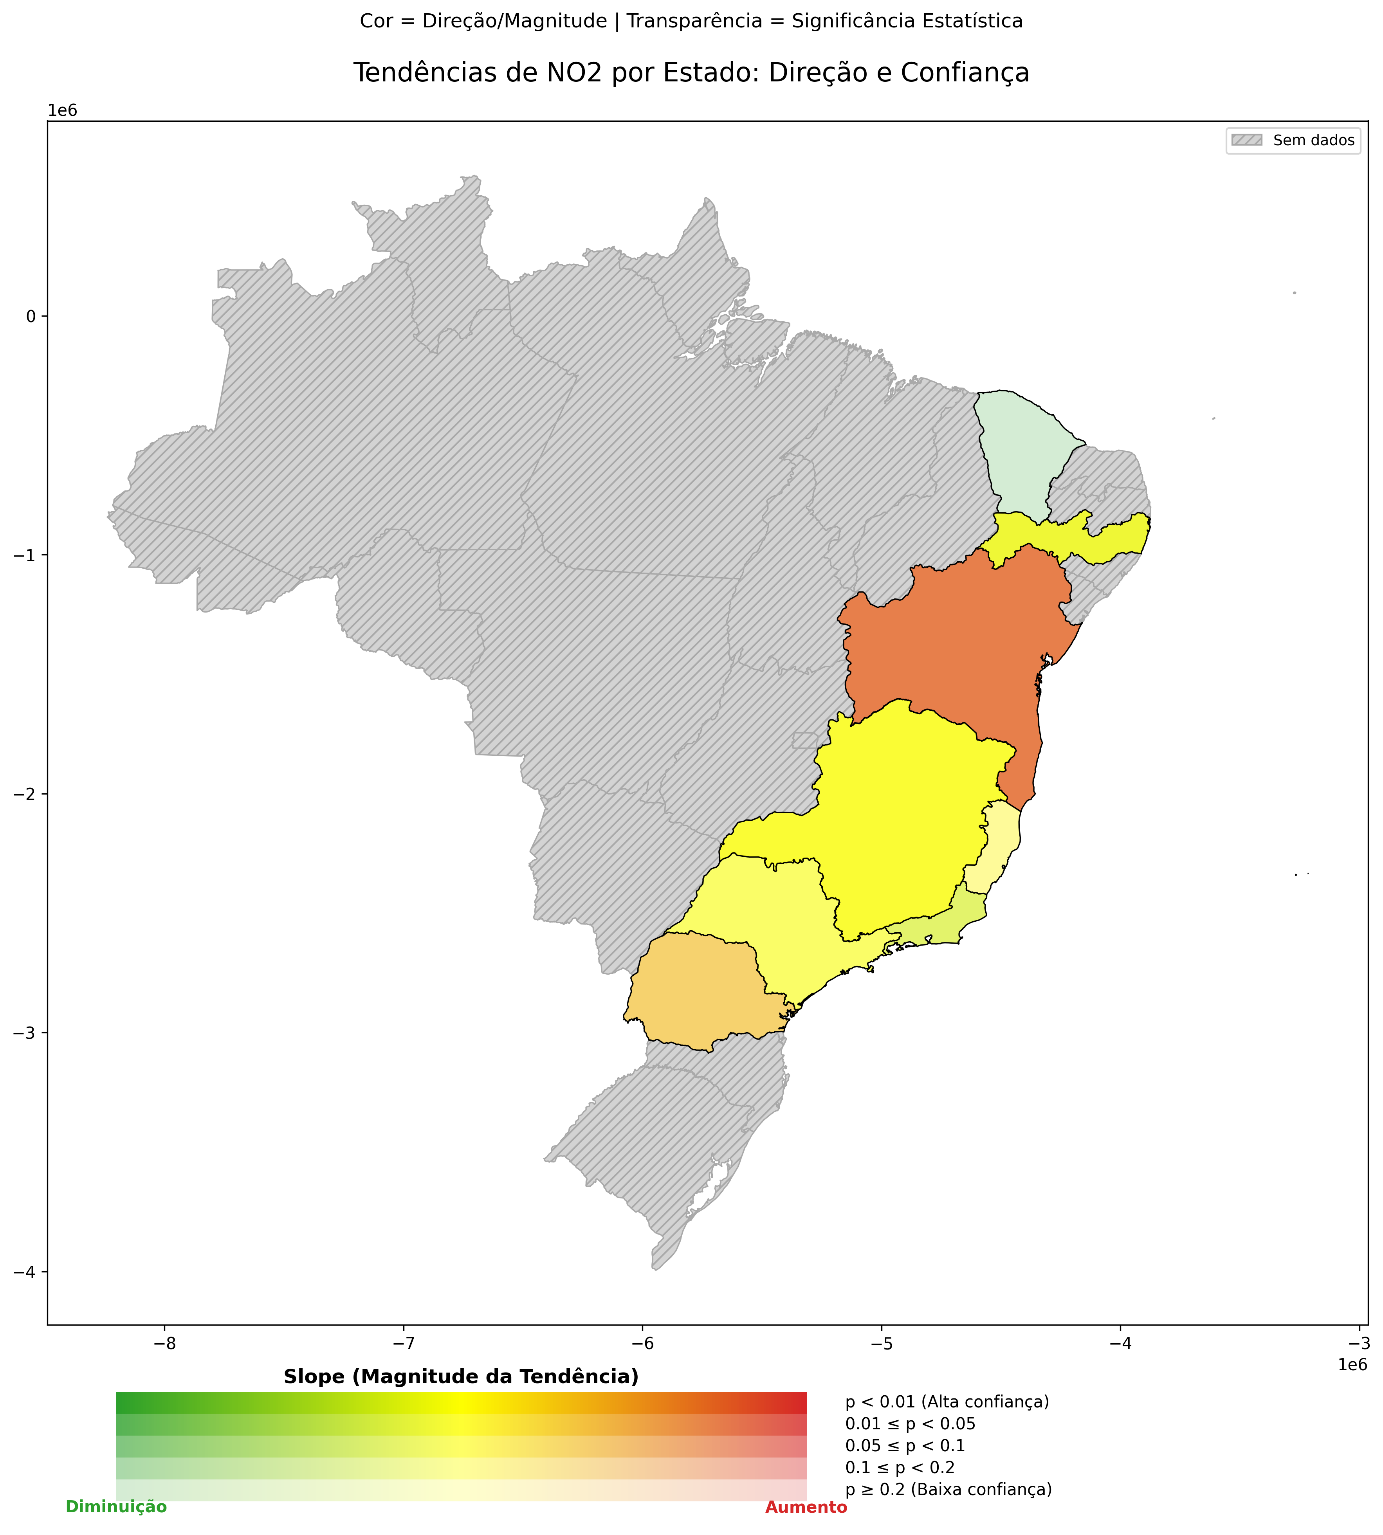 Cor = Direção/Magnitude | Transparência = Significância Estatística
Tendências de NO2 por Estado: Direção e Confiança
1e6
Sem dados
0
−1
−2
−3
−4
−8
−7
−6
−5
−4
−3
1e6
Slope (Magnitude da Tendência)
p < 0.01 (Alta confiança)
0.01 ≤ p < 0.05
0.05 ≤ p < 0.1
0.1 ≤ p < 0.2
p ≥ 0.2 (Baixa confiança)
Diminuição
Aumento